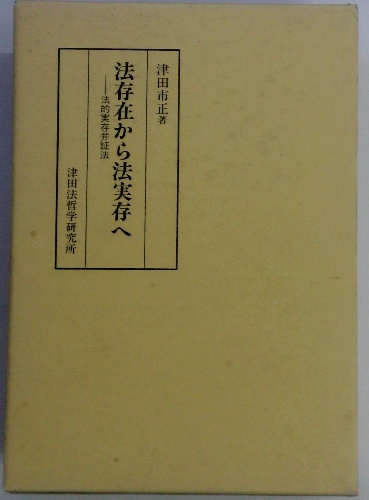 津田市正著
法存在から法実存へ
──法的実存弁証法
津田法哲学研究所